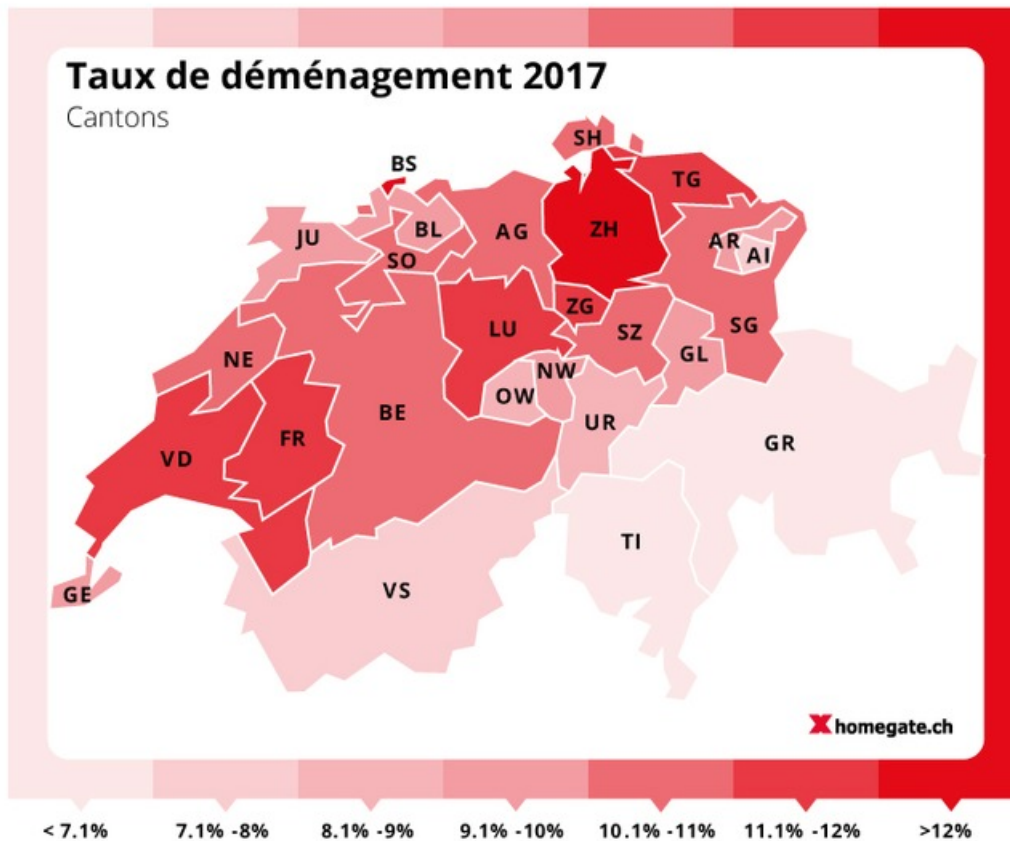 Taux de déménagement 2017
Cantons
SH
BS
TG
ZH
JU
BL
AG
AR
AI
SO
ZG
SG
LU
SZ
GL
NE
NW
OW
BE
UR
FR
GR
VD
TI
VS
GE
homegate.ch
< 7.1% 7.1% -8% 8.1% -9% 9.1% -10% 10.1% -11% 11.1% -12% >12%